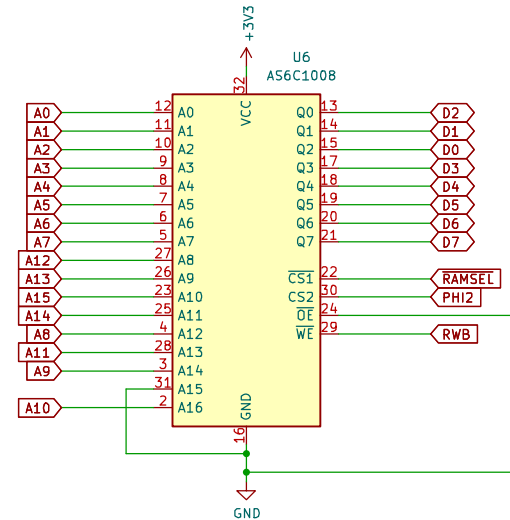 +3V3
U6
AS6C1008
32
VCC
A0 12 A0 Q0 13 D2
A1 11 A1 Q1 14 D1
A2 10 A2 Q2 15 D0
A3 9 A3 Q3 17 D3
A4 8 A4 Q4 18 D4
A5 7 A5 Q5 19 D5
A6 6 A6 Q6 20 D6
A7 5 A7 Q7 21 D7
A12 27 A8
A13 26 A9 CS1 22 RAMSEL
A15 23 A10 CS2 30 PHI2
A14 25 A11 OE 24
A8 4 A12 WE 29 RWB
A11 28 A13
A9 3 A14
31 A15
A10 2 A16
GND
16
GND